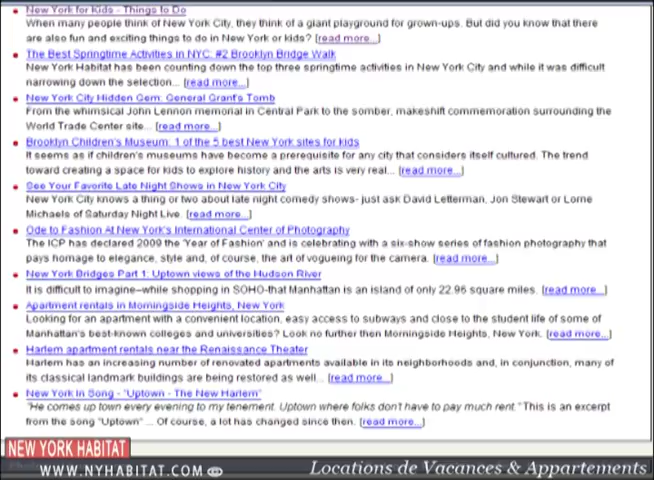 New York for Kids - Things to Do
When many people think of New York City, they think of a giant playground for grown-ups. But did you know that there
are also fun and exciting things to do in New York or kids? [read more...]
The Best Springtime Activities in NYC: #2 Brooklyn Bridge Walk
New York Habitat has been counting down the top three springtime activities in New York City and while it was difficult
narrowing down the selection... [read more...]
New York City Hidden Gem: General Grant's Tomb
From the whimsical John Lennon memorial in Central Park to the somber, makeshift commemoration surrounding the
World Trade Center site... [read more...]
Brooklyn Children's Museum: 1 of the 5 best New York sites for kids
It seems as if children's museums have become a prerequisite for any city that considers itself cultured. The trend
toward creating a space for kids to explore history and the arts is very real... [read more...]
See Your Favorite Late Night Shows in New York City
New York City knows a thing or two about late night comedy shows- just ask David Letterman, Jon Stewart or Lorne
Michaels of Saturday Night Live. [read more...]
Ode to Fashion At New York's International Center of Photography
The ICP has declared 2009 the 'Year of Fashion' and is celebrating with a six-show series of fashion photography that
pays homage to elegance, style and, of course, the art of vogueing for the camera. [read more...]
New York Bridges Part 1: Uptown views of the Hudson River
It is difficult to imagine–while shopping in SOHO-that Manhattan is an island of only 22.96 square miles. [read more...]
Apartment rentals in Morningside Heights, New York
Looking for an apartment with a convenient location, easy access to subways and close to the student life of some of
Manhattan's best-known colleges and universities? Look no further then Morningside Heights, New York. [read more...]
Harlem apartment rentals near the Renaissance Theater
Harlem has an increasing number of renovated apartments available in its neighborhoods and, in conjunction, many of
its classical landmark buildings are being restored as well... [read more...]
New York In Song - "Uptown - The New Harlem"
"He comes up town every evening to my tenement. Uptown where folks don't have to pay much rent." This is an excerpt
from the song "Uptown" ... Of course, a lot has changed since then. [read more...]
NEW YORK HABITAT
WWW.NYHABITAT.COM
Locations de Vacances & Appartements